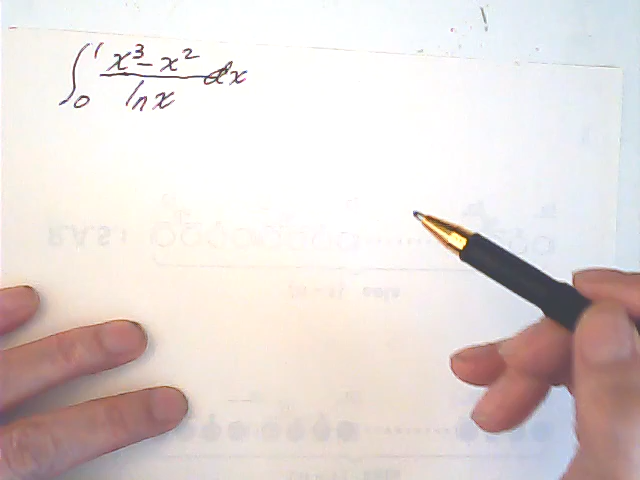 ∫₀¹ (x³ - x²)/(ln x) dx